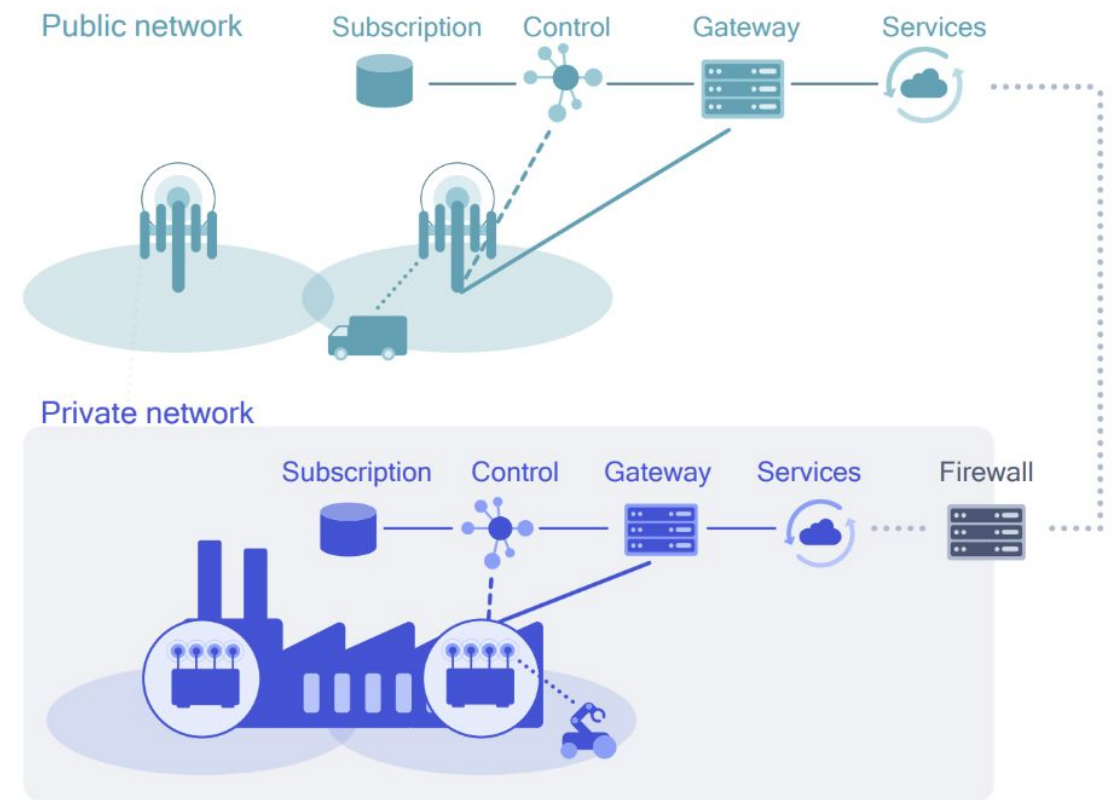 Public network
Subscription
Control
Gateway
Services
Private network
Subscription
Control
Gateway
Services
Firewall